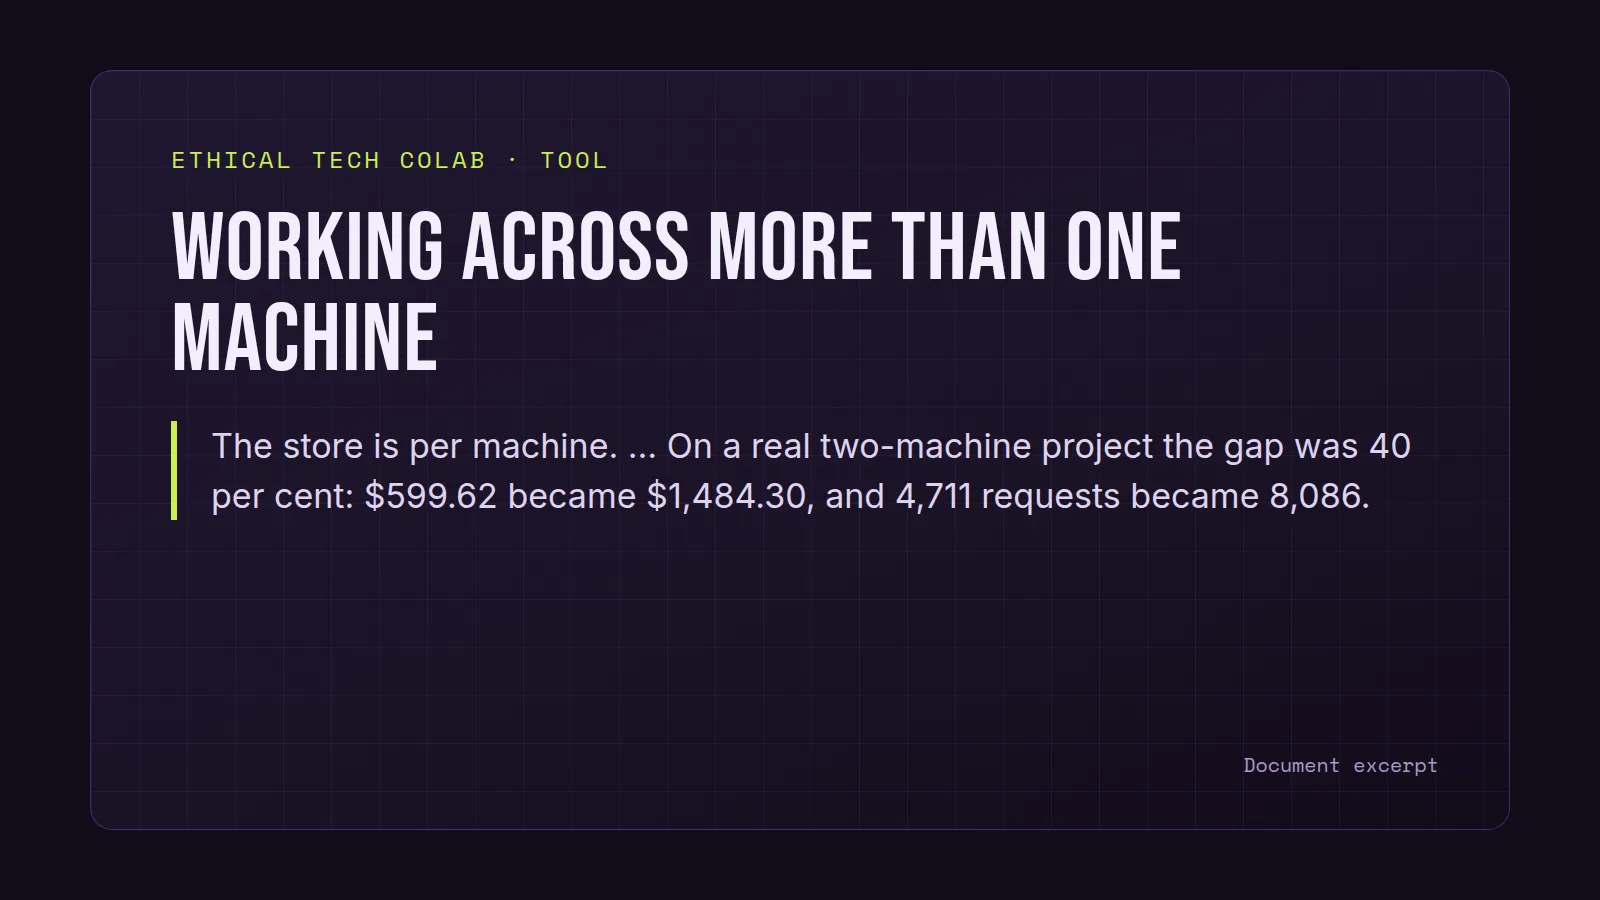 ETHICAL TECH COLAB · TOOL
WORKING ACROSS MORE THAN ONE
MACHINE
The store is per machine. ... On a real two-machine project the gap was 40
per cent: $599.62 became $1,484.30, and 4,711 requests became 8,086.
Document excerpt